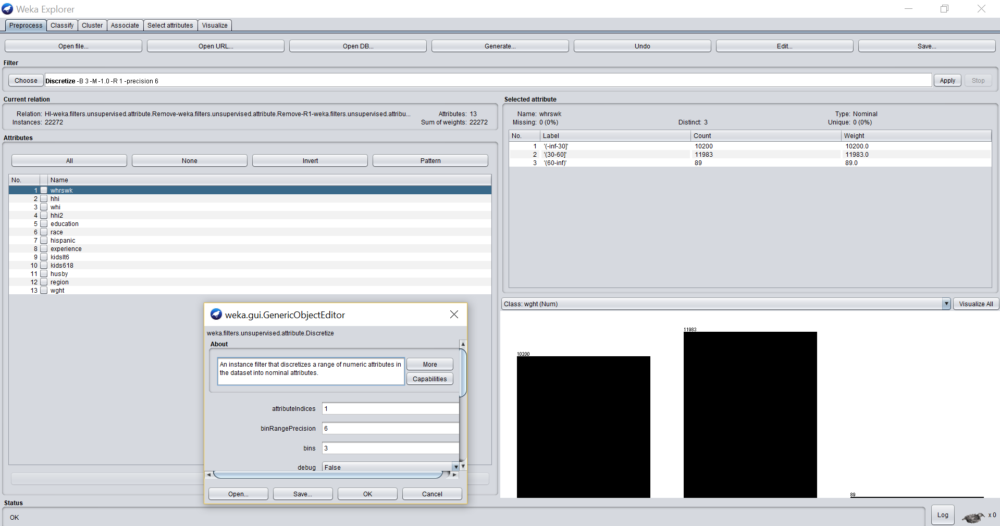 Weka Explorer
Preprocess Classify Cluster Associate Select attributes Visualize
Open file... Open URL... Open DB... Generate... Undo Edit... Save...
Filter
Choose Discretize -B 3 -M -1.0 -R 1 -precision 6 Apply Stop
Current relation
Relation: HI-weka.filters.unsupervised.attribute.Remove-weka.filters.unsupervised.attribute.Remove-R1-weka.filters.unsupervised.attribu... Attributes: 13
Instances: 22272 Sum of weights: 22272
Attributes
All None Invert Pattern
No. Name
1 whrswk
2 hhi
3 whi
4 hhi2
5 education
6 race
7 hispanic
8 experience
9 kidslt6
10 kids618
11 husby
12 region
13 wght
Selected attribute
Name: whrswk Type: Nominal
Missing: 0 (0%) Distinct: 3 Unique: 0 (0%)
No. Label Count Weight
1 '(-inf-30]' 10200 10200.0
2 '(30-60]' 11983 11983.0
3 '(60-inf)' 89 89.0
Class: wght (Num) Visualize All
10200
11983
89
weka.gui.GenericObjectEditor
weka.filters.unsupervised.attribute.Discretize
About
An instance filter that discretizes a range of numeric attributes in
the dataset into nominal attributes.
More
Capabilities
attributeIndices 1
binRangePrecision 6
bins 3
debug False
Open... Save... OK Cancel
Status
OK
Log x 0